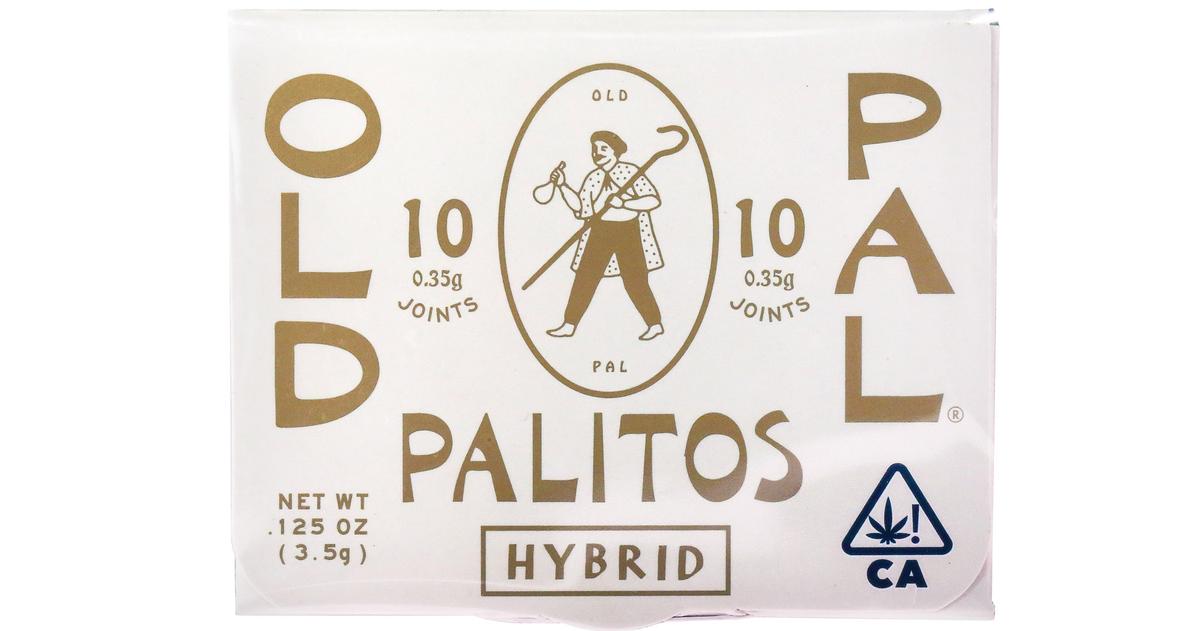 OLD
PAL®
OLD
PAL
10
0.35g
JOINTS
10
0.35g
JOINTS
PALITOS
HYBRID
NET WT
.125 OZ
(3.5g)
CA